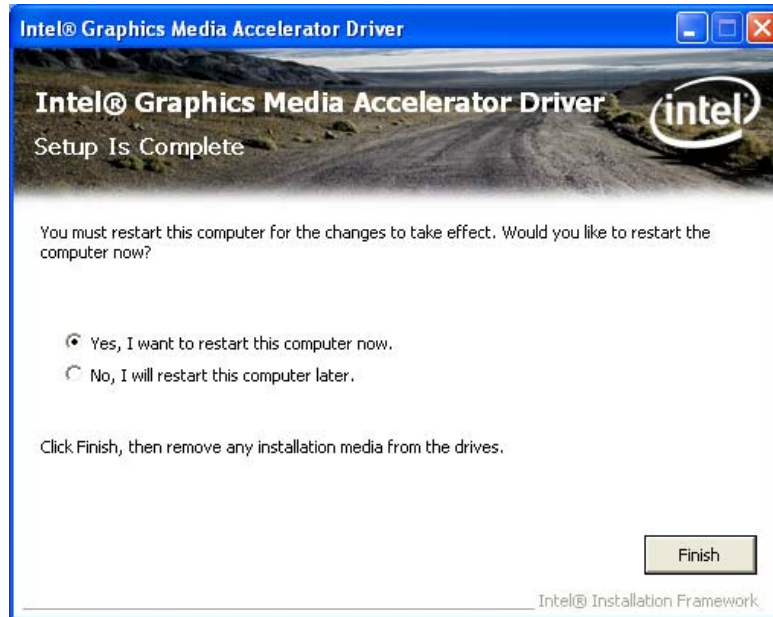 Intel® Graphics Media Accelerator Driver
Intel® Graphics Media Accelerator Driver
intel
Setup Is Complete
You must restart this computer for the changes to take effect. Would you like to restart the
computer now?
Yes, I want to restart this computer now.
No, I will restart this computer later.
Click Finish, then remove any installation media from the drives.
Finish
Intel® Installation Framework